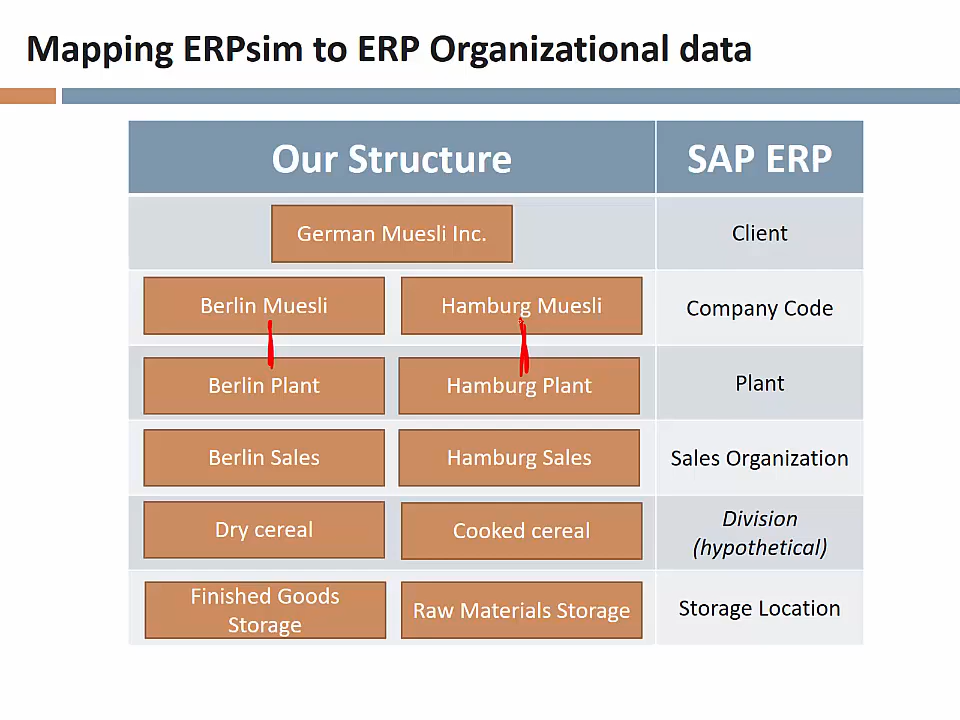 Mapping ERPsim to ERP Organizational data
Our Structure SAP ERP
German Muesli Inc. Client
Berlin Muesli Hamburg Muesli Company Code
Berlin Plant Hamburg Plant Plant
Berlin Sales Hamburg Sales Sales Organization
Dry cereal Cooked cereal Division
(hypothetical)
Finished Goods
Storage Raw Materials Storage Storage Location